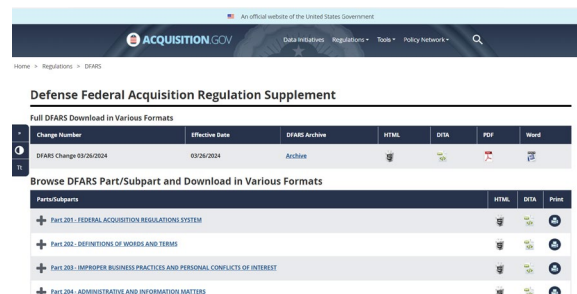 An official website of the United States Government
ACQUISITION.GOV
Data Initiatives Regulations Tools Policy Network
Home > Regulations > DFARS
Defense Federal Acquisition Regulation Supplement
Full DFARS Download in Various Formats
Change Number Effective Date DFARS Archive HTML DITA PDF Word
DFARS Change 03/26/2024 03/26/2024 Archive
Tt
Browse DFARS Part/Subpart and Download in Various Formats
Parts/Subparts HTML DITA Print
Part 201 - FEDERAL ACQUISITION REGULATIONS SYSTEM
Part 202 - DEFINITIONS OF WORDS AND TERMS
Part 203 - IMPROPER BUSINESS PRACTICES AND PERSONAL CONFLICTS OF INTEREST
Part 204 - ADMINISTRATIVE AND INFORMATION MATTERS